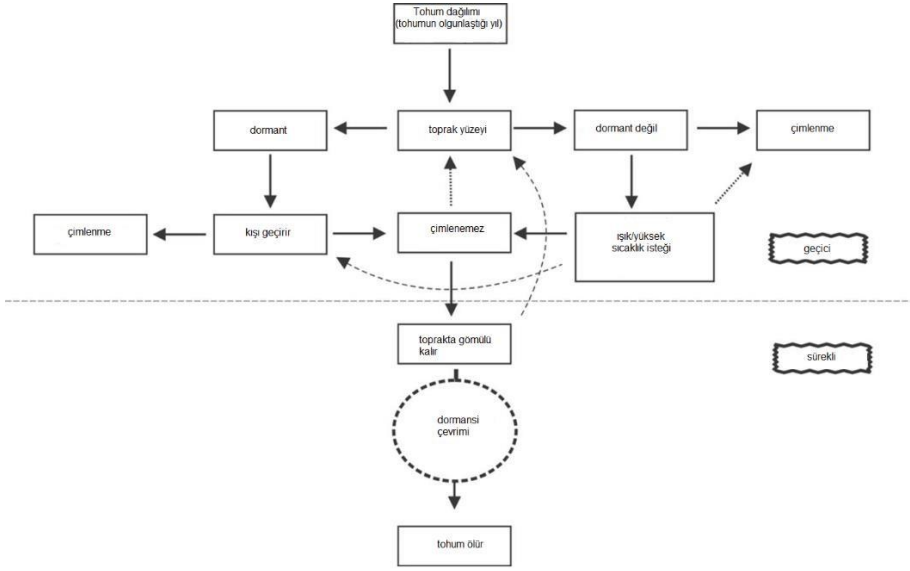 Tohum dağılımı
(tohumun olgunlaştığı yıl)
dormant
toprak yüzeyi
dormant değil
çimlenme
çimlenme
kışı geçirir
çimlenemez
ışık/yüksek
sıcaklık isteği
geçici
toprakta gömülü
kalır
sürekli
dormansi
çevrimi
tohum ölür